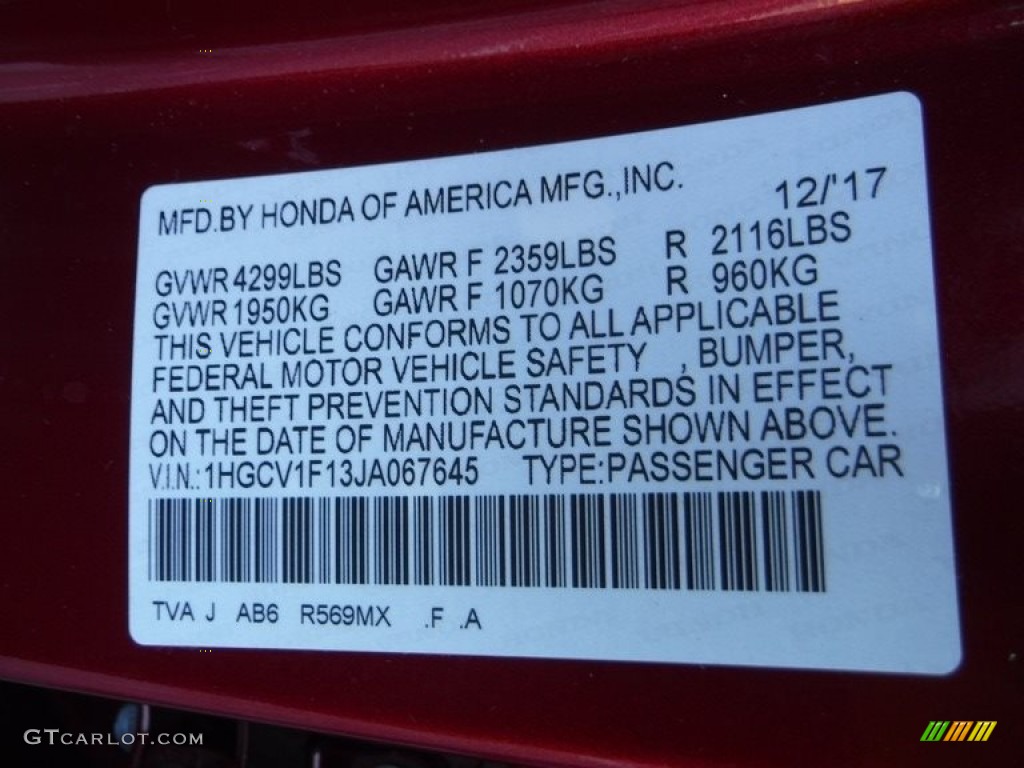 MFD.BY HONDA OF AMERICA MFG.,INC. 12/'17
GVWR 4299LBS GAWR F 2359LBS R 2116LBS
GVWR 1950KG GAWR F 1070KG R 960KG
THIS VEHICLE CONFORMS TO ALL APPLICABLE
FEDERAL MOTOR VEHICLE SAFETY , BUMPER,
AND THEFT PREVENTION STANDARDS IN EFFECT
ON THE DATE OF MANUFACTURE SHOWN ABOVE.
V.I.N.:1HGCV1F13JA067645 TYPE:PASSENGER CAR
TVA J AB6 R569MX .F .A
GTCARLOT.COM